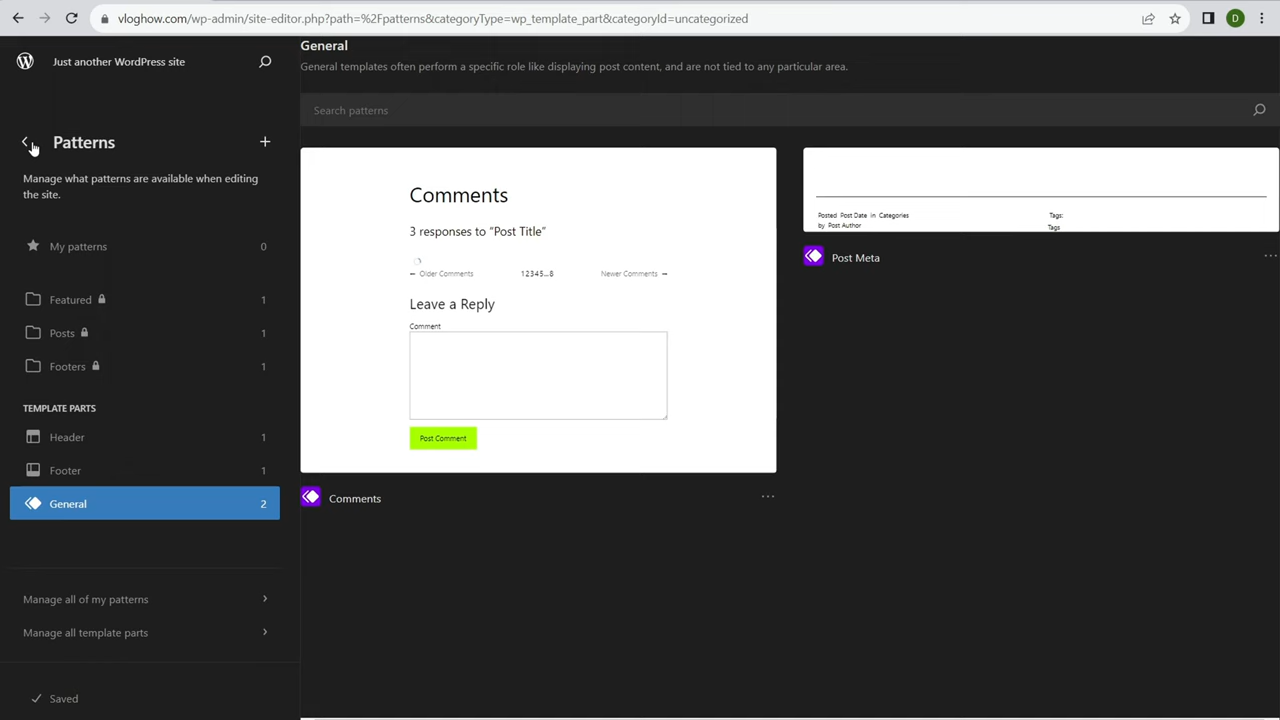 vloghow.com/wp-admin/site-editor.php?path=%2Fpatterns&categoryType=wp_template_part&categoryId=uncategorized
D
Just another WordPress site
Patterns
Manage what patterns are available when editing
the site.
My patterns 0
Featured 1
Posts 1
Footers 1
TEMPLATE PARTS
Header 1
Footer 1
General 2
Manage all of my patterns
Manage all template parts
Saved
General
General templates often perform a specific role like displaying post content, and are not tied to any particular area.
Search patterns
Comments
3 responses to “Post Title”
← Older Comments 12345...8 Newer Comments →
Leave a Reply
Comment
Post Comment
Comments
Posted Post Date in Categories
by Post Author
Tags:
Tags
Post Meta